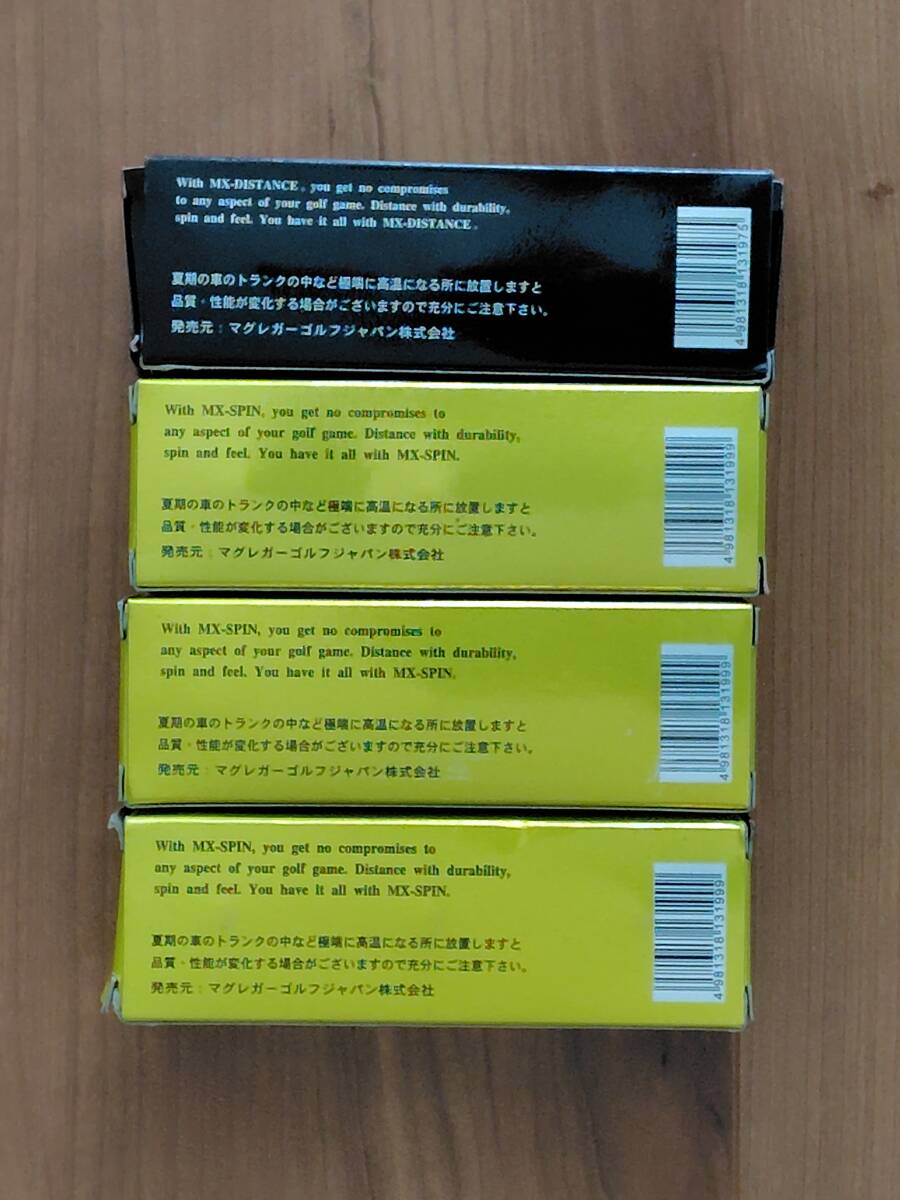 With MX-DISTANCE, you get no compromises
to any aspect of your golf game. Distance with durability,
spin and feel. You have it all with MX-DISTANCE.
夏期の車のトランクの中など極端に高温になる所に放置しますと
品質・性能が変化する場合がございますので充分にご注意下さい。
発売元：マグレガーゴルフジャパン株式会社
4 981318 131975
With MX-SPIN, you get no compromises to
any aspect of your golf game. Distance with durability,
spin and feel. You have it all with MX-SPIN.
夏期の車のトランクの中など極端に高温になる所に放置しますと
品質・性能が変化する場合がございますので充分にご注意下さい。
発売元：マグレガーゴルフジャパン株式会社
4 981318 131999
With MX-SPIN, you get no compromises to
any aspect of your golf game. Distance with durability,
spin and feel. You have it all with MX-SPIN.
夏期の車のトランクの中など極端に高温になる所に放置しますと
品質・性能が変化する場合がございますので充分にご注意下さい。
発売元：マグレガーゴルフジャパン株式会社
4 981318 131999
With MX-SPIN, you get no compromises to
any aspect of your golf game. Distance with durability,
spin and feel. You have it all with MX-SPIN.
夏期の車のトランクの中など極端に高温になる所に放置しますと
品質・性能が変化する場合がございますので充分にご注意下さい。
発売元：マグレガーゴルフジャパン株式会社
4 981318 131999